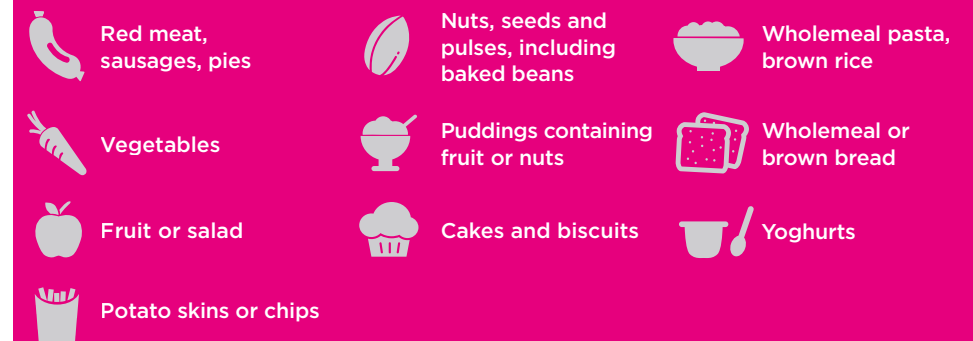 Red meat,
sausages, pies
Nuts, seeds and
pulses, including
baked beans
Wholemeal pasta,
brown rice
Vegetables
Puddings containing
fruit or nuts
Wholemeal or
brown bread
Fruit or salad
Cakes and biscuits
Yoghurts
Potato skins or chips